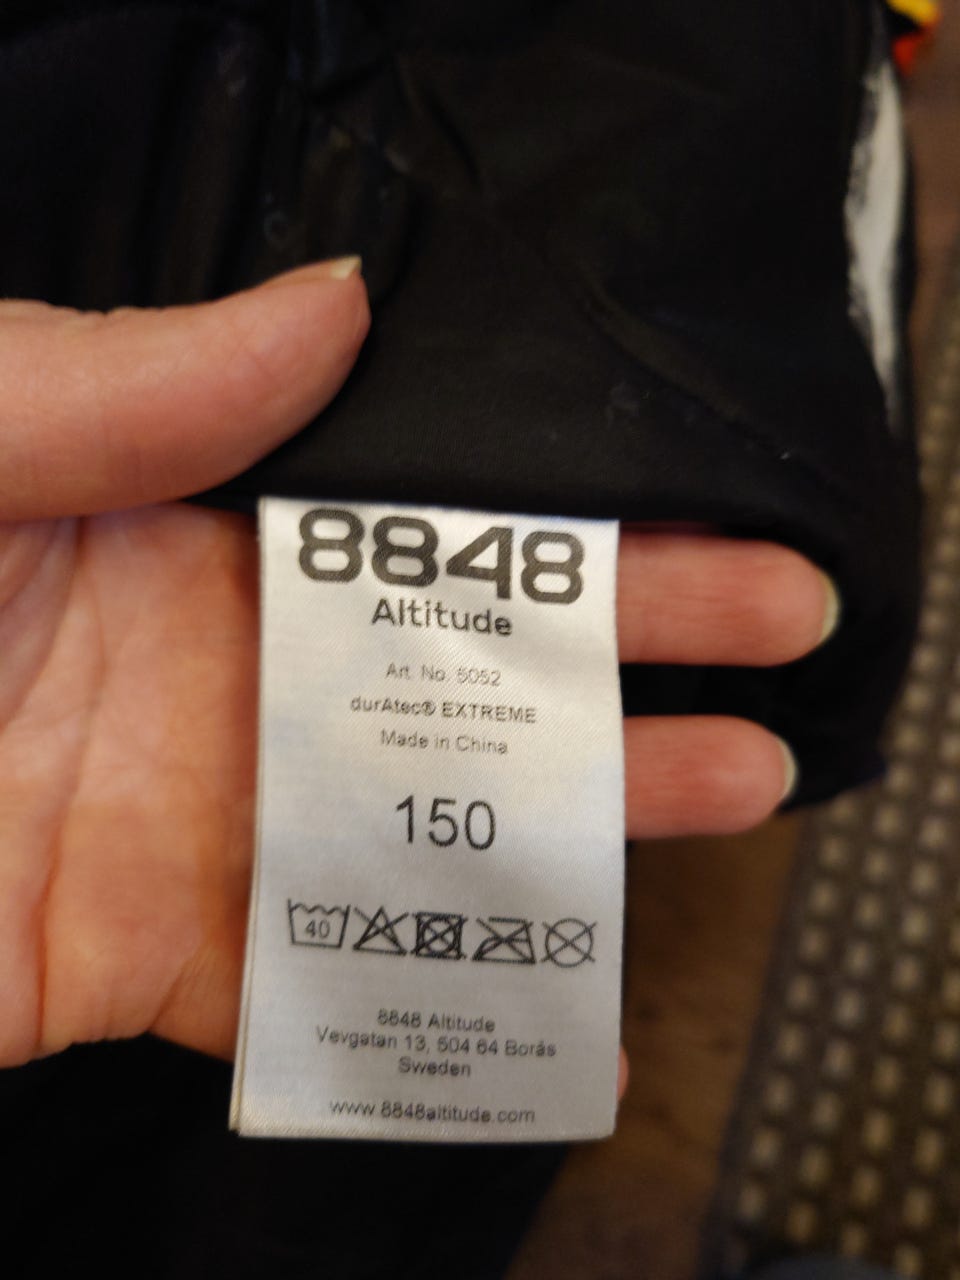 8848
Altitude
Art. No. 5052
durAtec® EXTREME
Made in China
150
40
8848 Altitude
Vevgatan 13, 504 64 Borås
Sweden
www.8848altitude.com